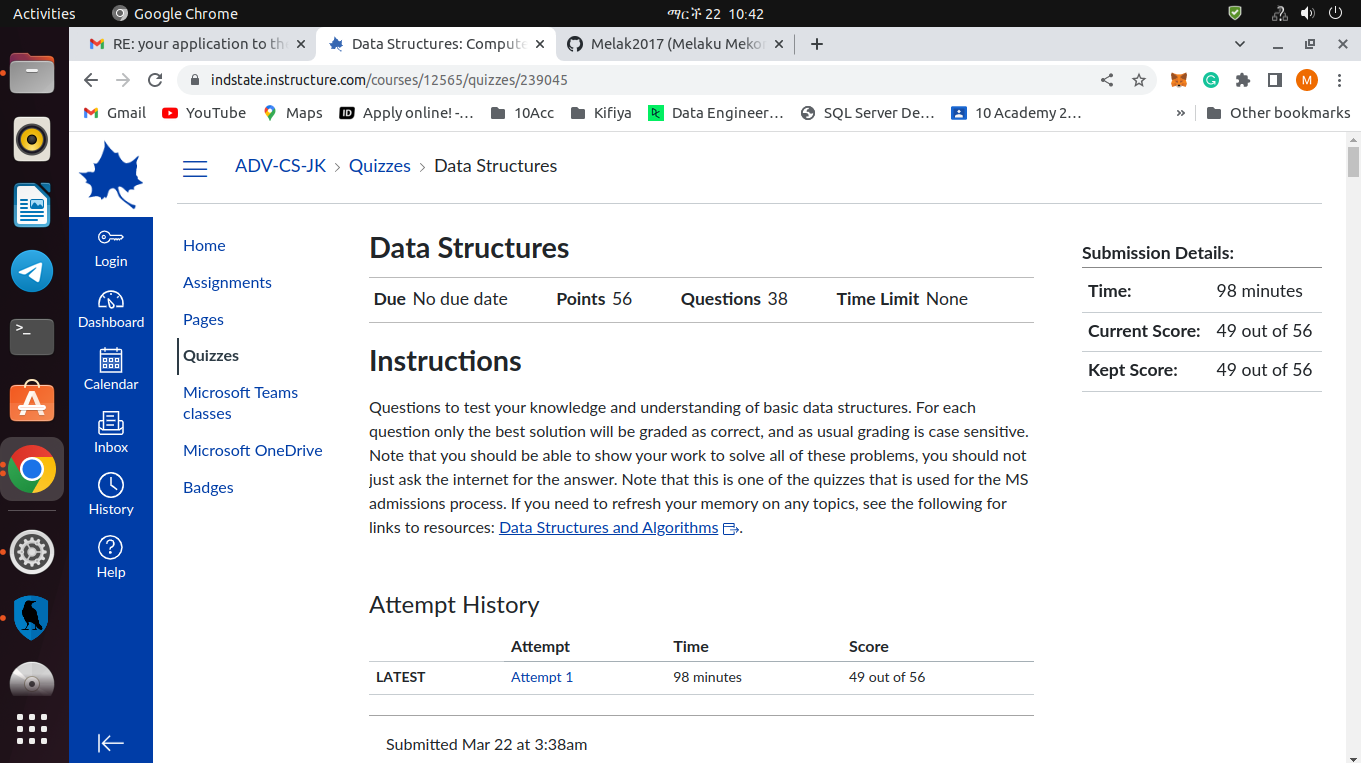 Activities
Google Chrome
ማርች 22 10:42
RE: your application to the
Data Structures: Compute
Melak2017 (Melaku Mekon
indstate.instructure.com/courses/12565/quizzes/239045
M
Gmail
YouTube
Maps
Apply online! -...
10Acc
Kifiya
Data Engineer...
SQL Server De...
10 Academy 2...
»
Other bookmarks
ADV-CS-JK > Quizzes > Data Structures
Login
Dashboard
Calendar
Inbox
History
Help
Home
Assignments
Pages
Quizzes
Microsoft Teams
classes
Microsoft OneDrive
Badges
Data Structures
Due No due date Points 56 Questions 38 Time Limit None
Instructions
Questions to test your knowledge and understanding of basic data structures. For each
question only the best solution will be graded as correct, and as usual grading is case sensitive.
Note that you should be able to show your work to solve all of these problems, you should not
just ask the internet for the answer. Note that this is one of the quizzes that is used for the MS
admissions process. If you need to refresh your memory on any topics, see the following for
links to resources: Data Structures and Algorithms.
Attempt History
Attempt Time Score
LATEST Attempt 1 98 minutes 49 out of 56
Submitted Mar 22 at 3:38am
Submission Details:
Time: 98 minutes
Current Score: 49 out of 56
Kept Score: 49 out of 56